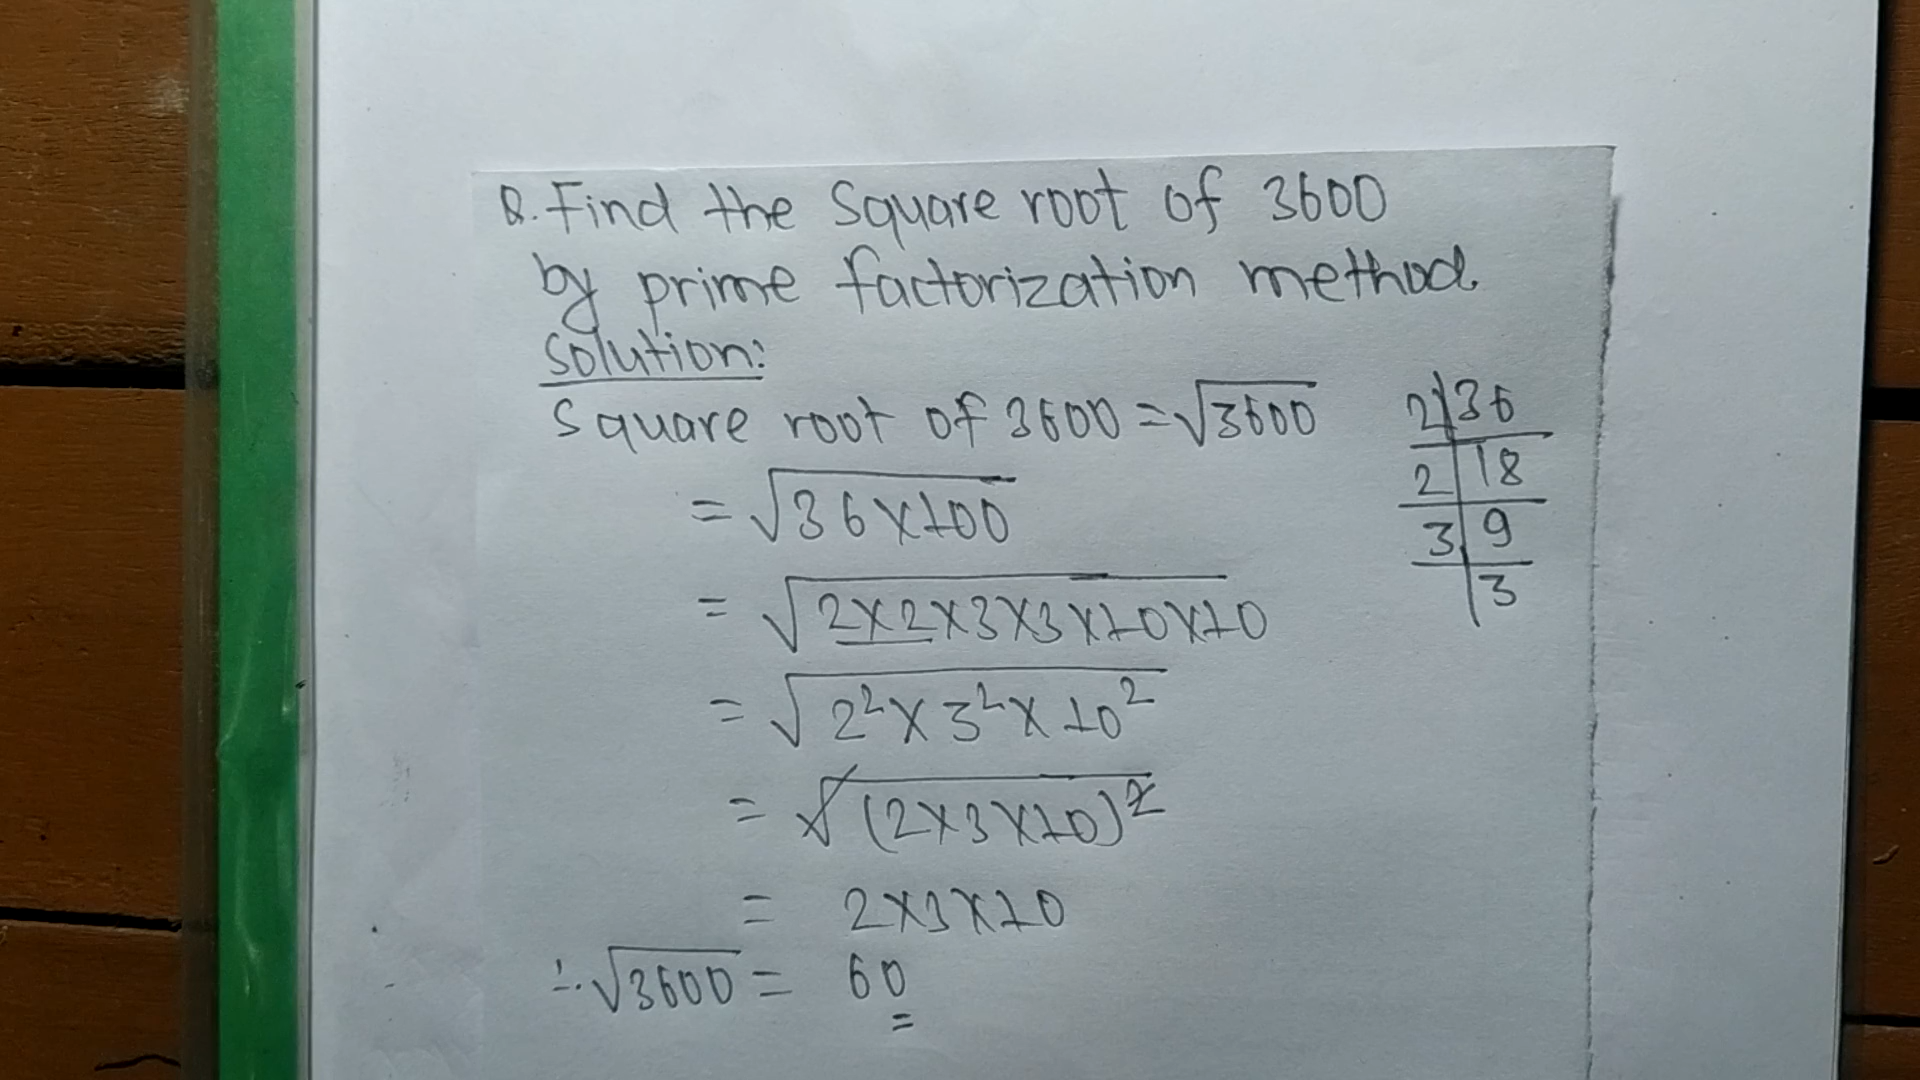 Q. Find the square root of 3600
by prime factorization method.
Solution:
Square root of 3600 = √3600
= √36×100
= √2×2×3×3×10×10
= √2²×3²×10²
= √(2×3×10)²
= 2×3×10
∴ √3600 = 60
2|36
2|18
3|9
|3